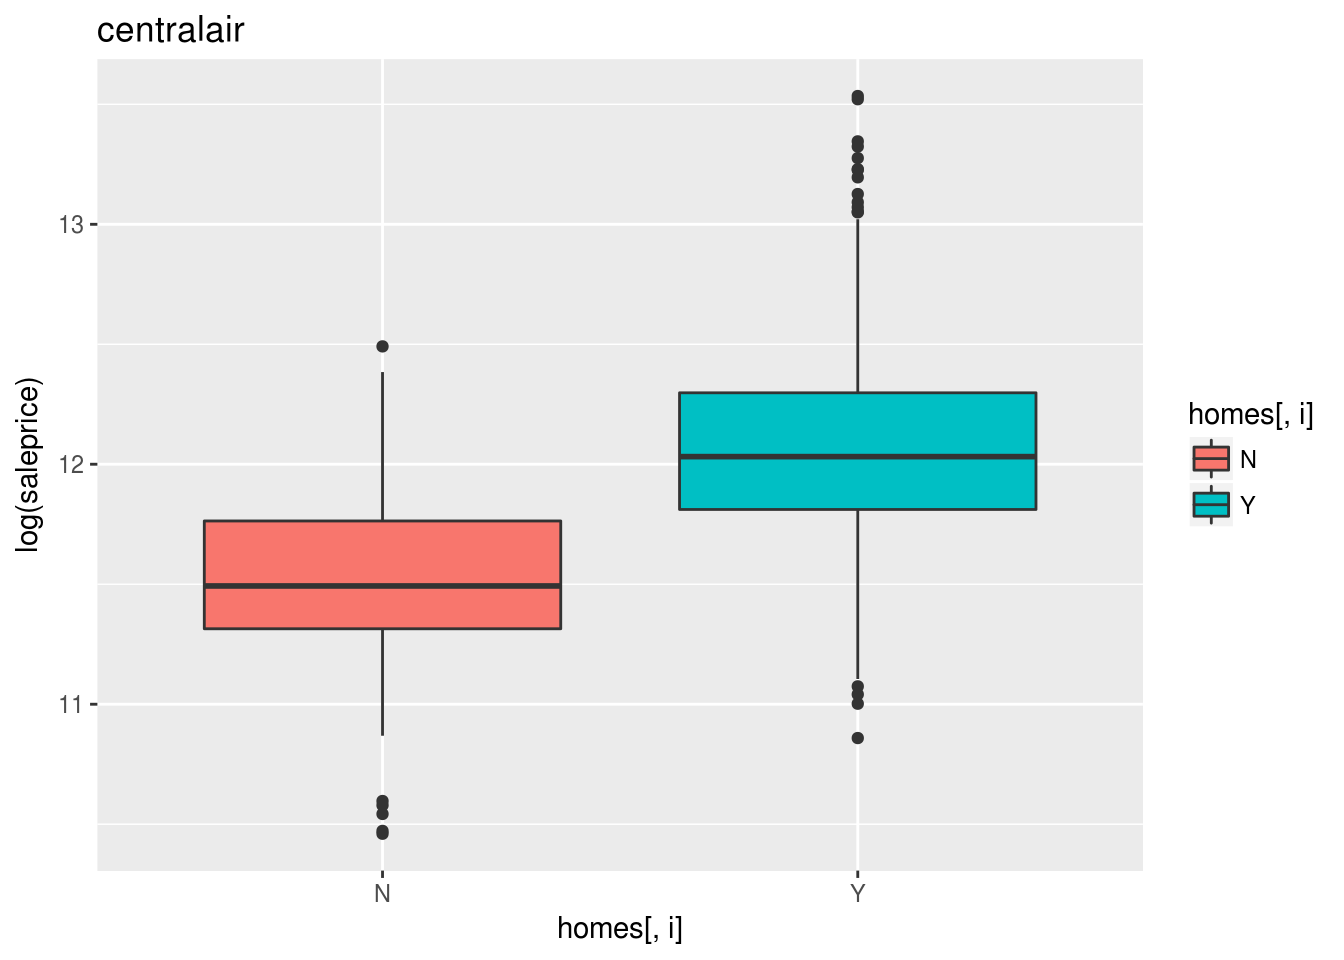 centralair
log(saleprice)
13
12
11
N
Y
homes[, i]
homes[, i]
N
Y